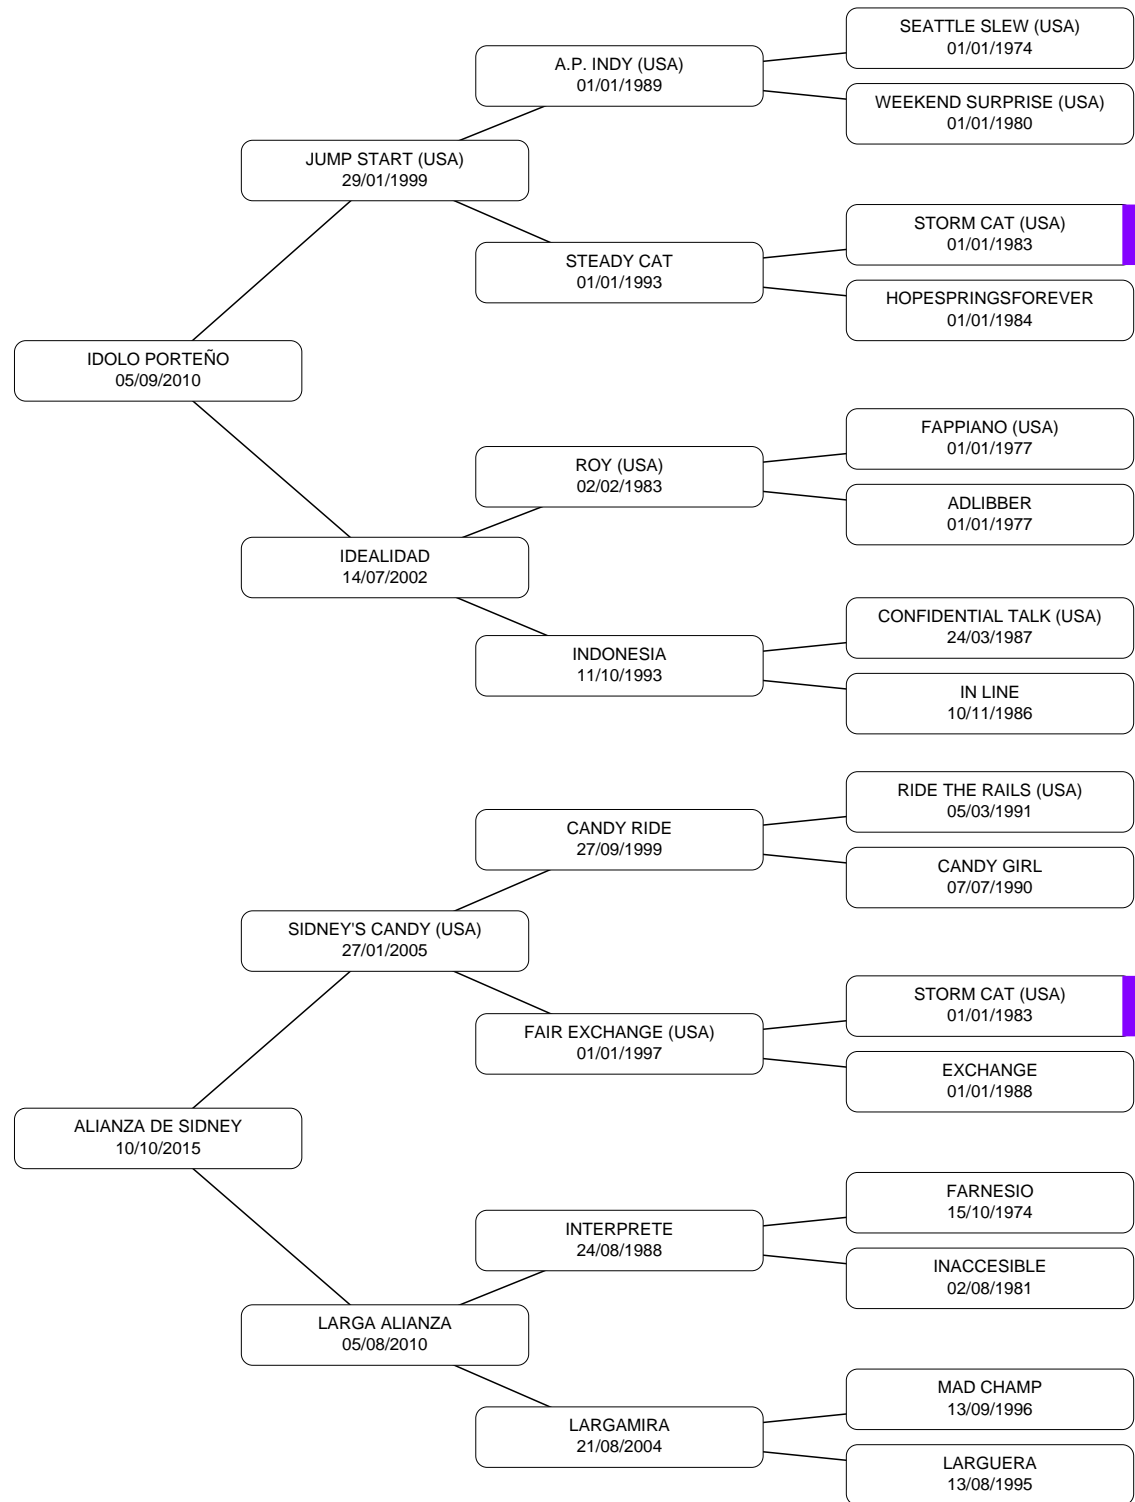 SEATTLE SLEW (USA)
01/01/1974
A.P. INDY (USA)
01/01/1989
WEEKEND SURPRISE (USA)
01/01/1980
JUMP START (USA)
29/01/1999
STORM CAT (USA)
01/01/1983
STEADY CAT
01/01/1993
HOPESPRINGSFOREVER
01/01/1984
IDOLO PORTEÑO
05/09/2010
FAPPIANO (USA)
01/01/1977
ROY (USA)
02/02/1983
ADLIBBER
01/01/1977
IDEALIDAD
14/07/2002
CONFIDENTIAL TALK (USA)
24/03/1987
INDONESIA
11/10/1993
IN LINE
10/11/1986
RIDE THE RAILS (USA)
05/03/1991
CANDY RIDE
27/09/1999
CANDY GIRL
07/07/1990
SIDNEY'S CANDY (USA)
27/01/2005
STORM CAT (USA)
01/01/1983
FAIR EXCHANGE (USA)
01/01/1997
EXCHANGE
01/01/1988
ALIANZA DE SIDNEY
10/10/2015
FARNESIO
15/10/1974
INTERPRETE
24/08/1988
INACCESIBLE
02/08/1981
LARGA ALIANZA
05/08/2010
MAD CHAMP
13/09/1996
LARGAMIRA
21/08/2004
LARGUERA
13/08/1995